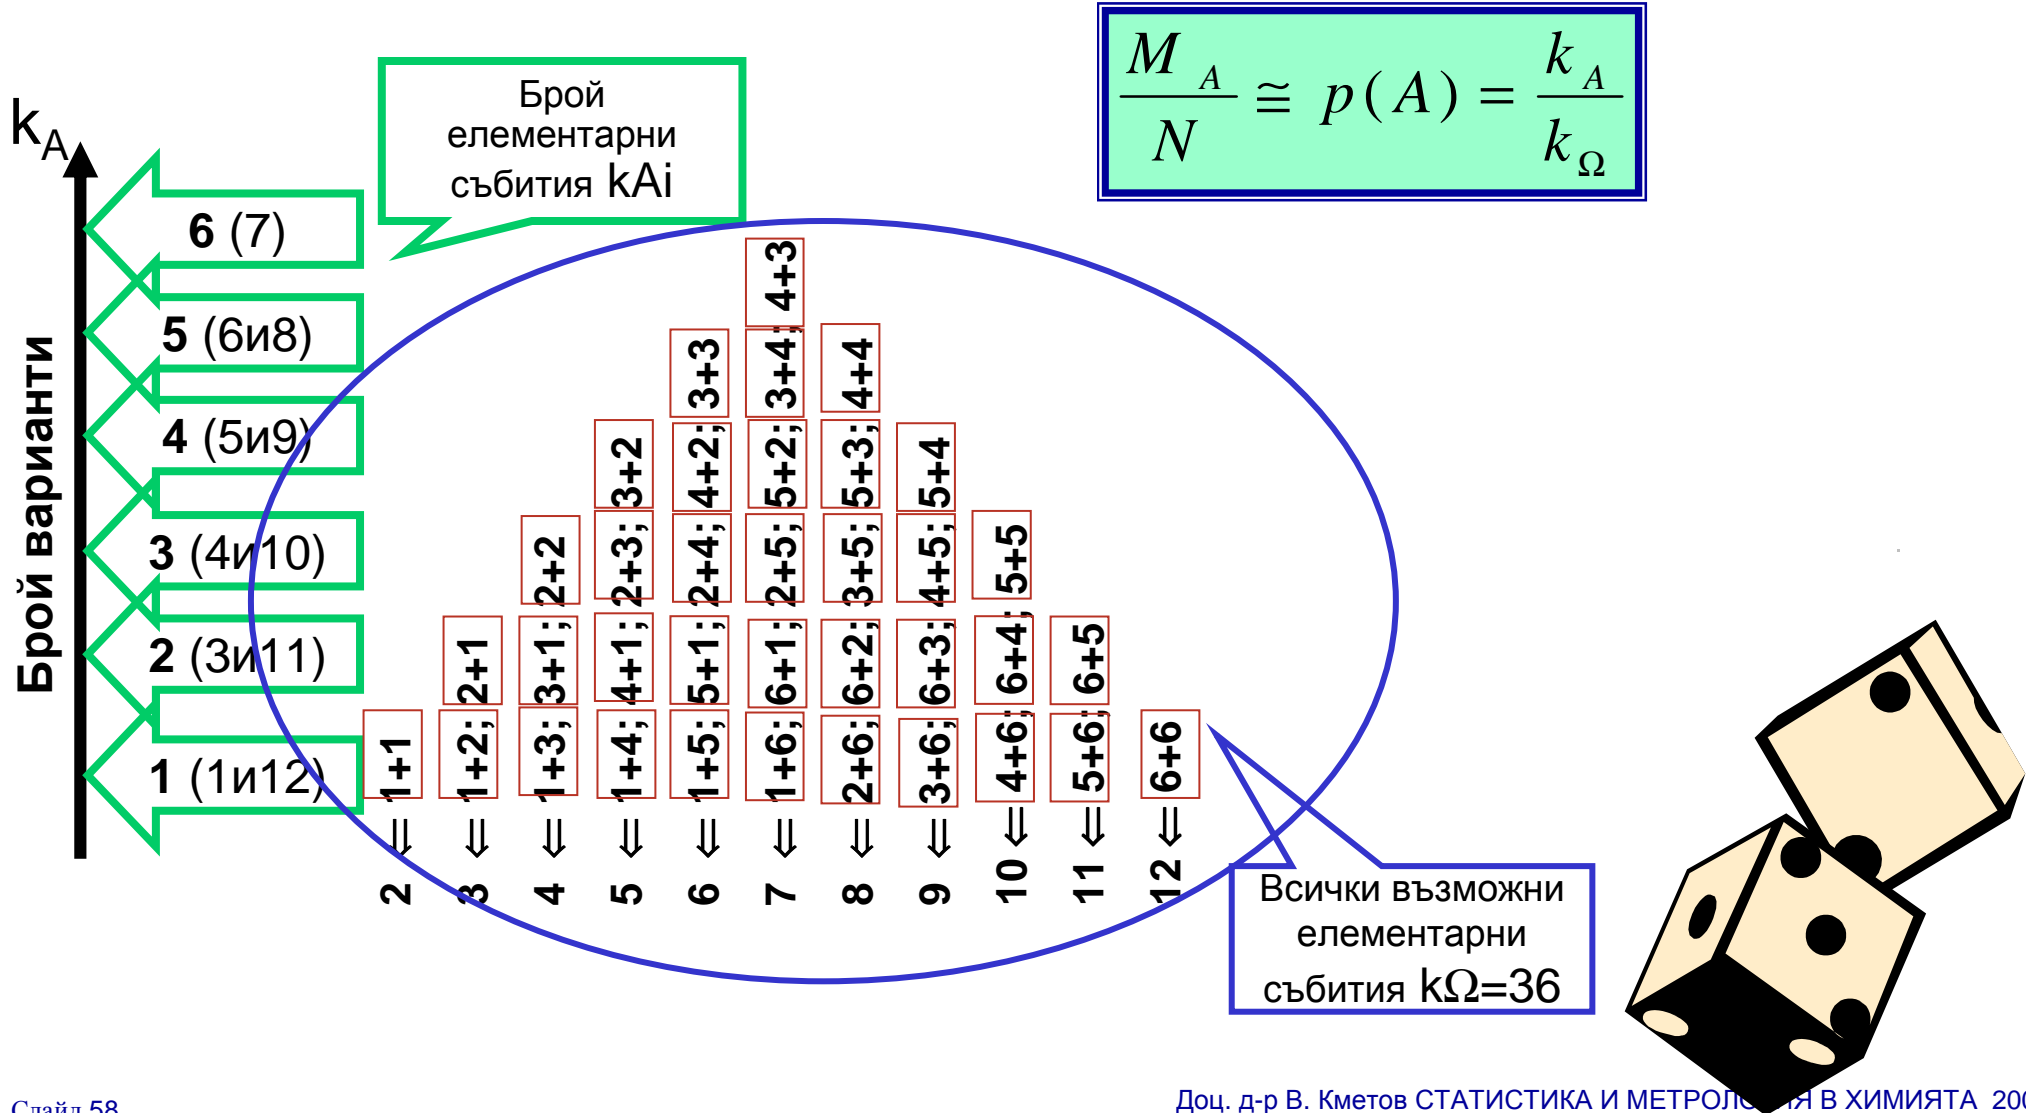 M_A / N ≅ p(A) = k_A / k_Ω
Брой
елементарни
събития kAi
k_A
Брой варианти
6 (7)
5 (6и8)
4 (5и9)
3 (4и10)
2 (3и11)
1 (1и12)
2 ⇐ 1+1
3 ⇐ 1+2; 2+1
4 ⇐ 1+3; 3+1; 2+2
5 ⇐ 1+4; 4+1; 2+3; 3+2
6 ⇐ 1+5; 5+1; 2+4; 4+2; 3+3
7 ⇐ 1+6; 6+1; 2+5; 5+2; 3+4; 4+3
8 ⇐ 2+6; 6+2; 3+5; 5+3; 4+4
9 ⇐ 3+6; 6+3; 4+5; 5+4
10 ⇐ 4+6; 6+4; 5+5
11 ⇐ 5+6; 6+5
12 ⇐ 6+6
Всички възможни
елементарни
събития kΩ=36
Слайд 58
Доц. д-р В. Кметов СТАТИСТИКА И В ХИМИЯТА